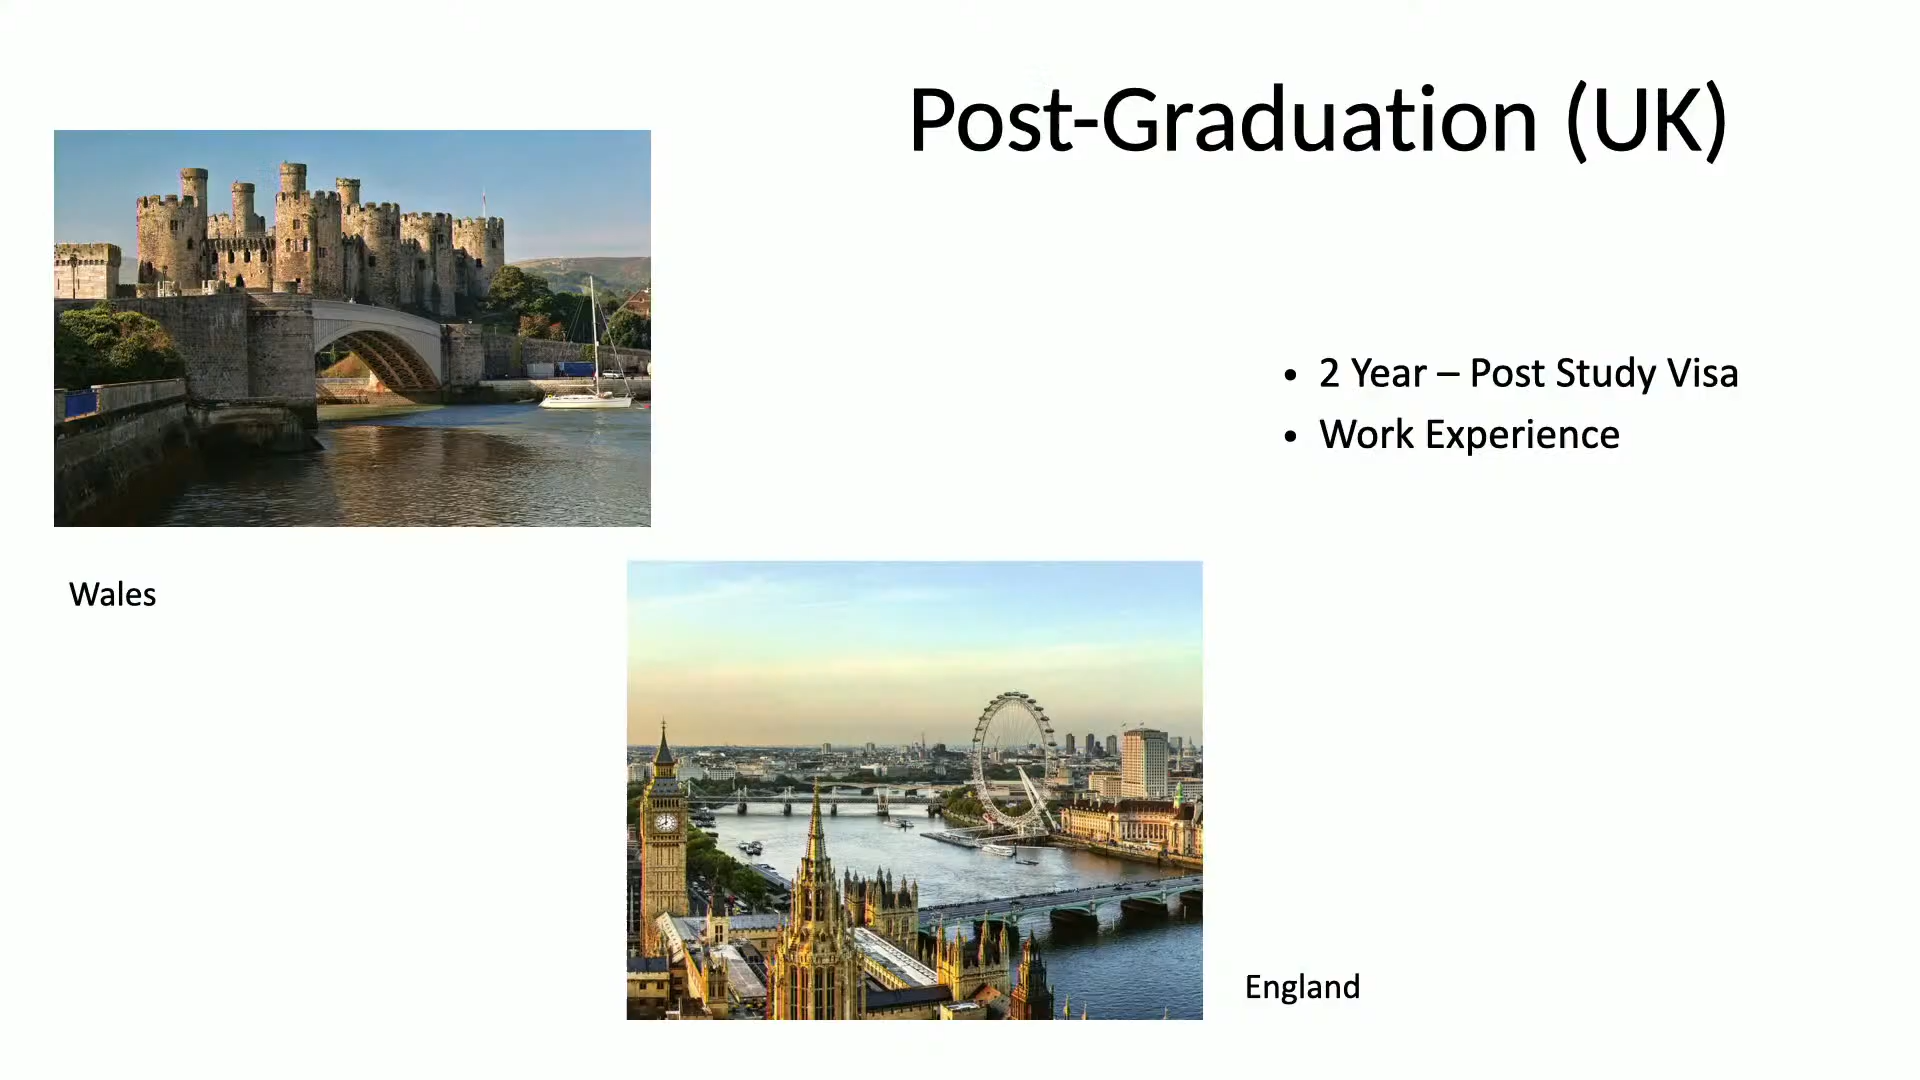 Post-Graduation (UK)
• 2 Year – Post Study Visa
• Work Experience
Wales
England